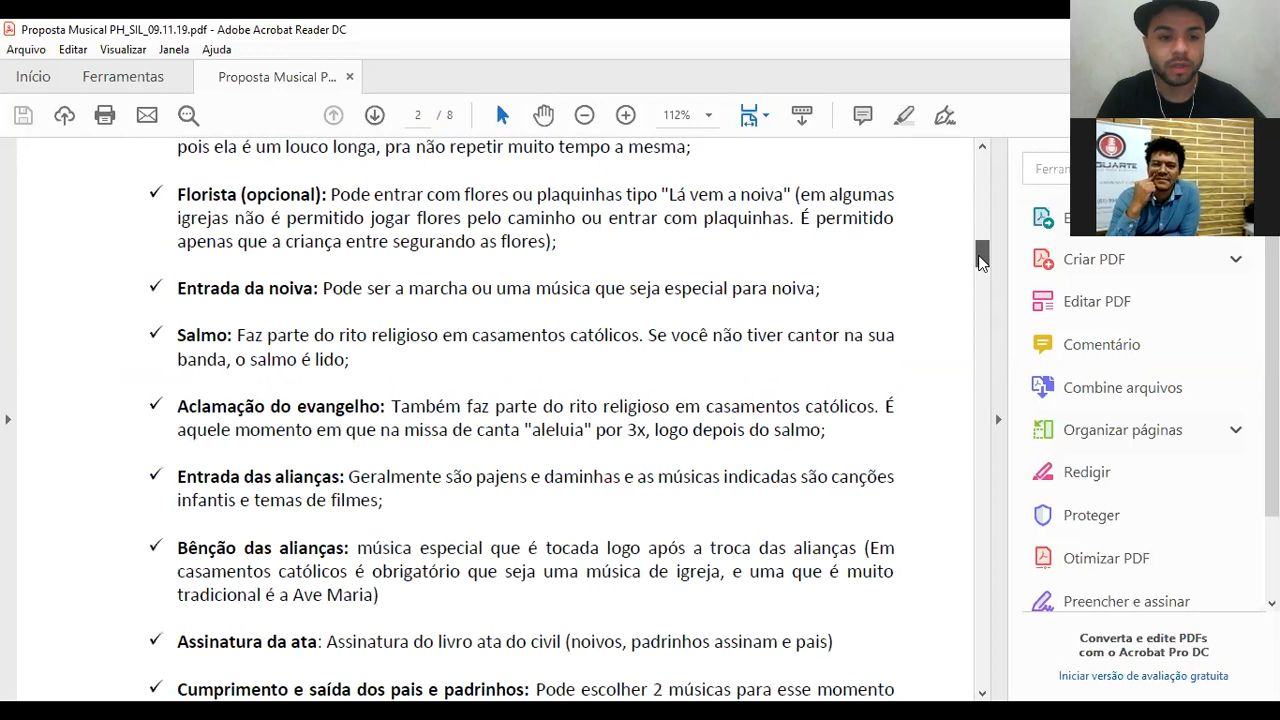 Proposta Musical PH_SIL_09.11.19.pdf - Adobe Acrobat Reader DC
Arquivo Editar Visualizar Janela Ajuda
Início Ferramentas Proposta Musical P... ×
2 / 8 112%
pois ela é um louco longa, pra não repetir muito tempo a mesma;
✓ Florista (opcional): Pode entrar com flores ou plaquinhas tipo "Lá vem a noiva" (em algumas
igrejas não é permitido jogar flores pelo caminho ou entrar com plaquinhas. É permitido
apenas que a criança entre segurando as flores);
✓ Entrada da noiva: Pode ser a marcha ou uma música que seja especial para noiva;
✓ Salmo: Faz parte do rito religioso em casamentos católicos. Se você não tiver cantor na sua
banda, o salmo é lido;
✓ Aclamação do evangelho: Também faz parte do rito religioso em casamentos católicos. É
aquele momento em que na missa de canta "aleluia" por 3x, logo depois do salmo;
✓ Entrada das alianças: Geralmente são pajens e daminhas e as músicas indicadas são canções
infantis e temas de filmes;
✓ Bênção das alianças: música especial que é tocada logo após a troca das alianças (Em
casamentos católicos é obrigatório que seja uma música de igreja, e uma que é muito
tradicional é a Ave Maria)
✓ Assinatura da ata: Assinatura do livro ata do civil (noivos, padrinhos assinam e pais)
✓ Cumprimento e saída dos pais e padrinhos: Pode escolher 2 músicas para esse momento
Ferran
E
Criar PDF
Editar PDF
Comentário
Combine arquivos
Organizar páginas
Redigir
Proteger
Otimizar PDF
Preencher e assinar
Converta e edite PDFs
com o Acrobat Pro DC
Iniciar versão de avaliação gratuita